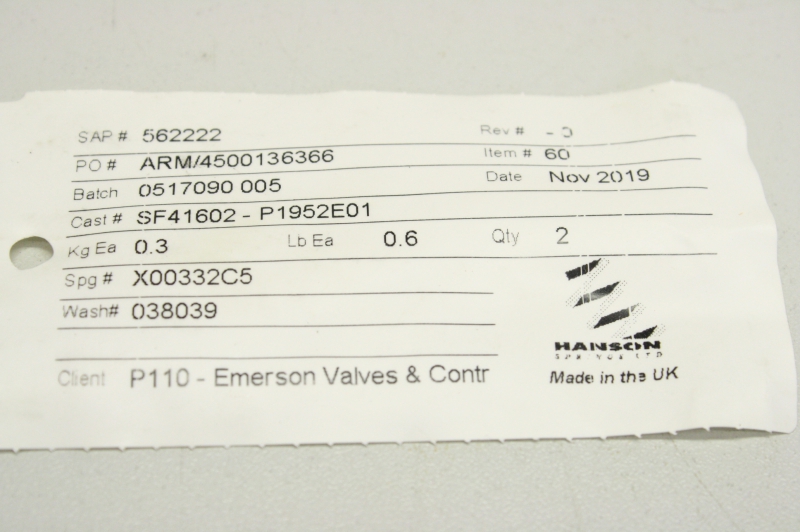 SAP # 562222 Rev # - 0
PO # ARM/4500136366 Item # 60
Batch 0517090 005 Date Nov 2019
Cast # SF41602 - P1952E01
Kg Ea 0.3 Lb Ea 0.6 Qty 2
Spg # X00332C5
Wash# 038039
HANSON
LTD
Client P110 - Emerson Valves & Contr
Made in the UK